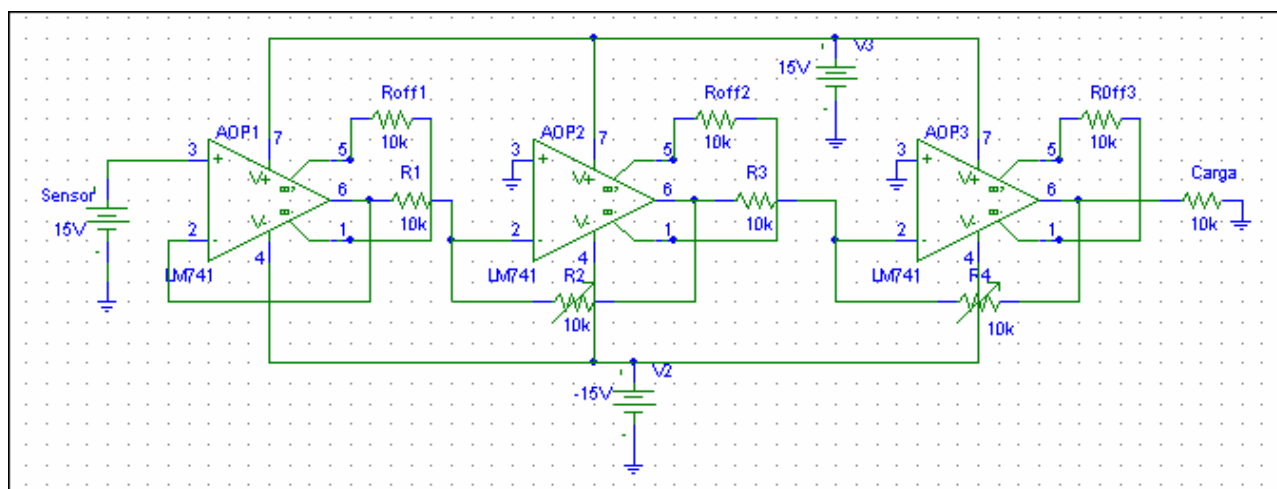 V3
15V
Roff1
10k
Roff2
10k
R0ff3
10k
AOP1
7
3
+
5
V+
R1
6
10k
V-
2
-
1
4
LM741
Sensor
15V
AOP2
7
3
+
5
V+
R3
6
10k
V-
2
-
1
4
LM741
R2
10k
AOP3
7
3
+
5
V+
6
V-
2
-
1
4
LM741
R4
10k
Carga
10k
V2
-15V